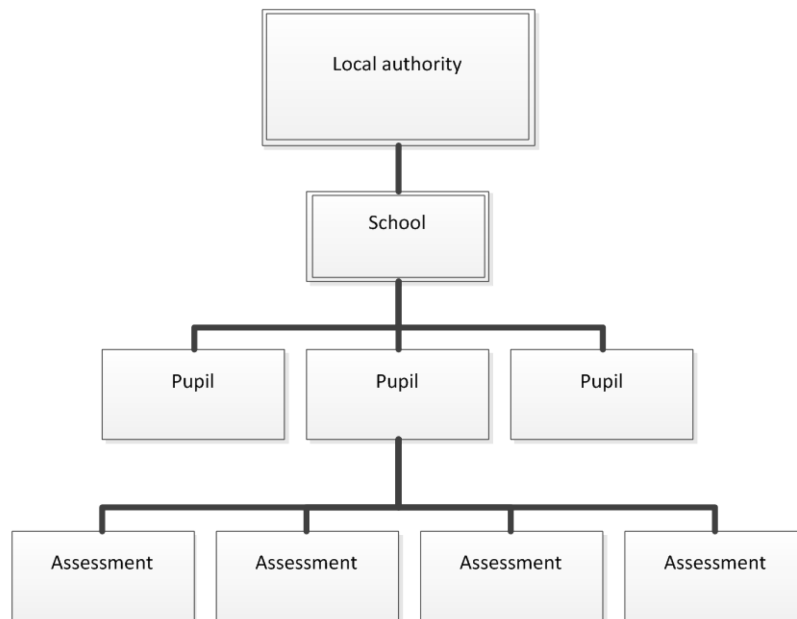 Local authority
School
Pupil
Pupil
Pupil
Assessment
Assessment
Assessment
Assessment